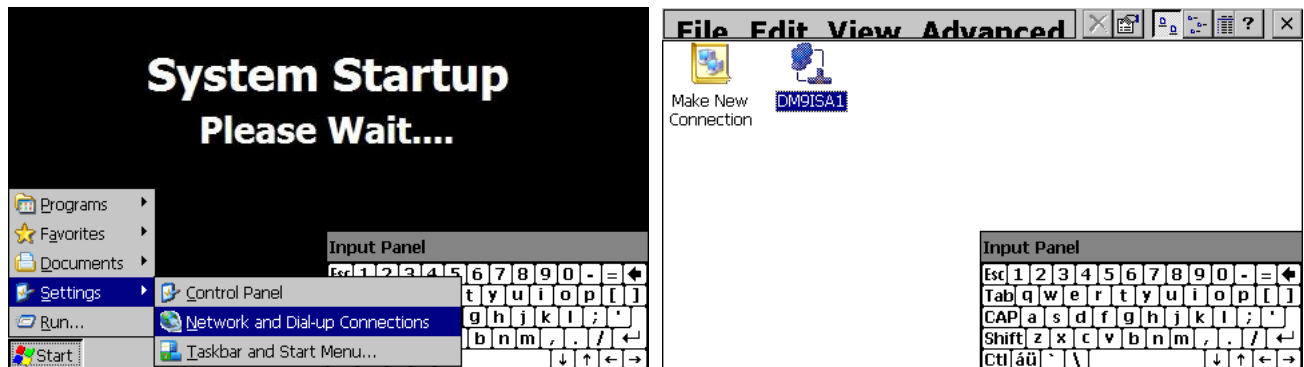 System Startup
Please Wait....
Programs
Favorites
Documents
Settings
Run...
Start
Control Panel
Network and Dial-up Connections
Taskbar and Start Menu...
Input Panel
Esc 1 2 3 4 5 6 7 8 9 0 - =
t y u i o p [ ]
g h j k l ; '
b n m , . /
File Edit View Advanced ?
Make New
Connection
DM9ISA1
Input Panel
Esc 1 2 3 4 5 6 7 8 9 0 - =
Tab q w e r t y u i o p [ ]
CAP a s d f g h j k l ; '
Shift z x c v b n m , . /
Ctl áü ` \